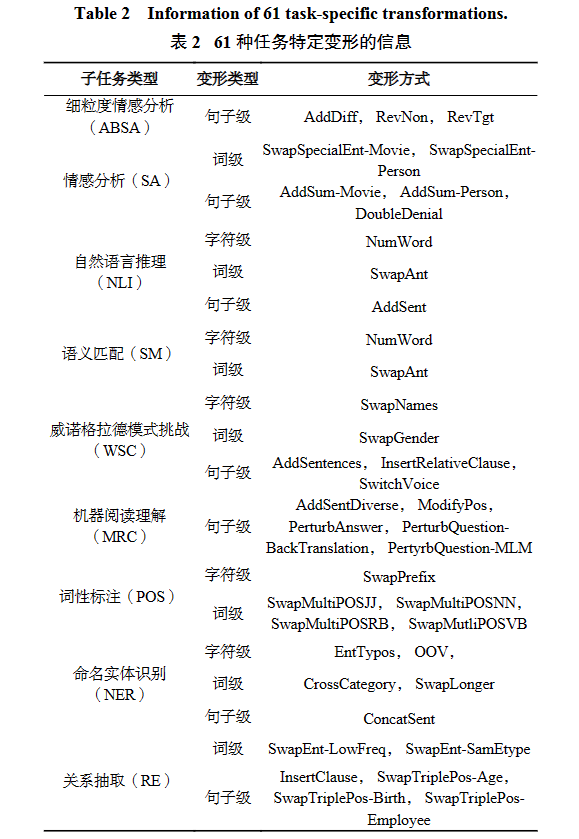 Table 2 Information of 61 task-specific transformations.
表 2 61 种任务特定变形的信息
子任务类型 变形类型 变形方式
细粒度情感分析
（ABSA）
句子级 AddDiff， RevNon， RevTgt
情感分析（SA）
词级 SwapSpecialEnt-Movie， SwapSpecialEnt-
Person
句子级 AddSum-Movie， AddSum-Person，
DoubleDenial
自然语言推理
（NLI）
字符级 NumWord
词级 SwapAnt
句子级 AddSent
语义匹配（SM）
字符级 NumWord
词级 SwapAnt
威诺格拉德模式挑战
（WSC）
字符级 SwapNames
词级 SwapGender
句子级 AddSentences， InsertRelativeClause，
SwitchVoice
机器阅读理解
（MRC）
句子级 AddSentDiverse， ModifyPos，
PerturbAnswer， PerturbQuestion-
BackTranslation， PertyrbQuestion-MLM
词性标注（POS）
字符级 SwapPrefix
词级 SwapMultiPOSJJ， SwapMultiPOSNN，
SwapMultiPOSRB， SwapMutliPOSVB
命名实体识别
（NER）
字符级 EntTypos， OOV，
词级 CrossCategory， SwapLonger
句子级 ConcatSent
关系抽取（RE）
词级 SwapEnt-LowFreq， SwapEnt-SamEtype
句子级 InsertClause， SwapTriplePos-Age，
SwapTriplePos-Birth， SwapTriplePos-
Employee